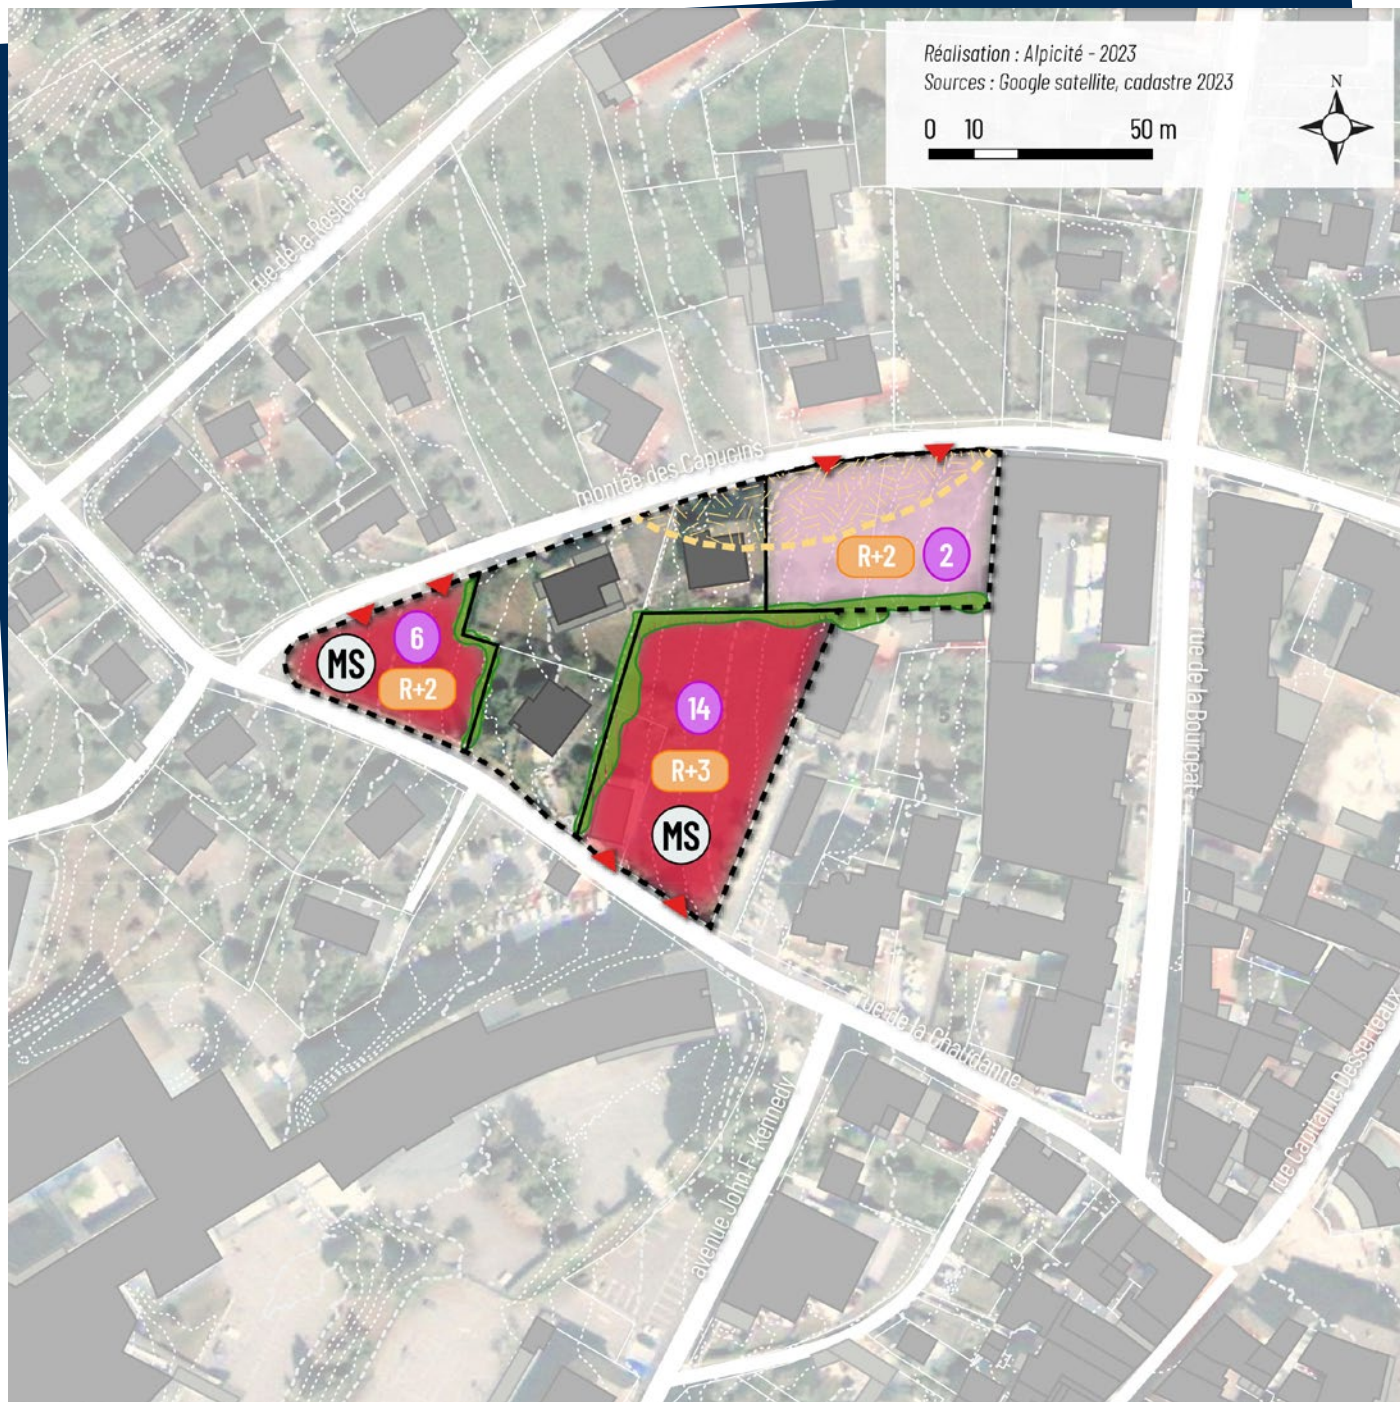 Réalisation : Alpicité - 2023
Sources : Google satellite, cadastre 2023
N
0 10 50 m
rue de la Rosière
montée des Capucins
R+2 2
6
MS
R+2
14
R+3
MS
rue de la Bourgeate
rue de la Chaudanne
avenue John F. Kennedy
rue Capitaine Desserteaux